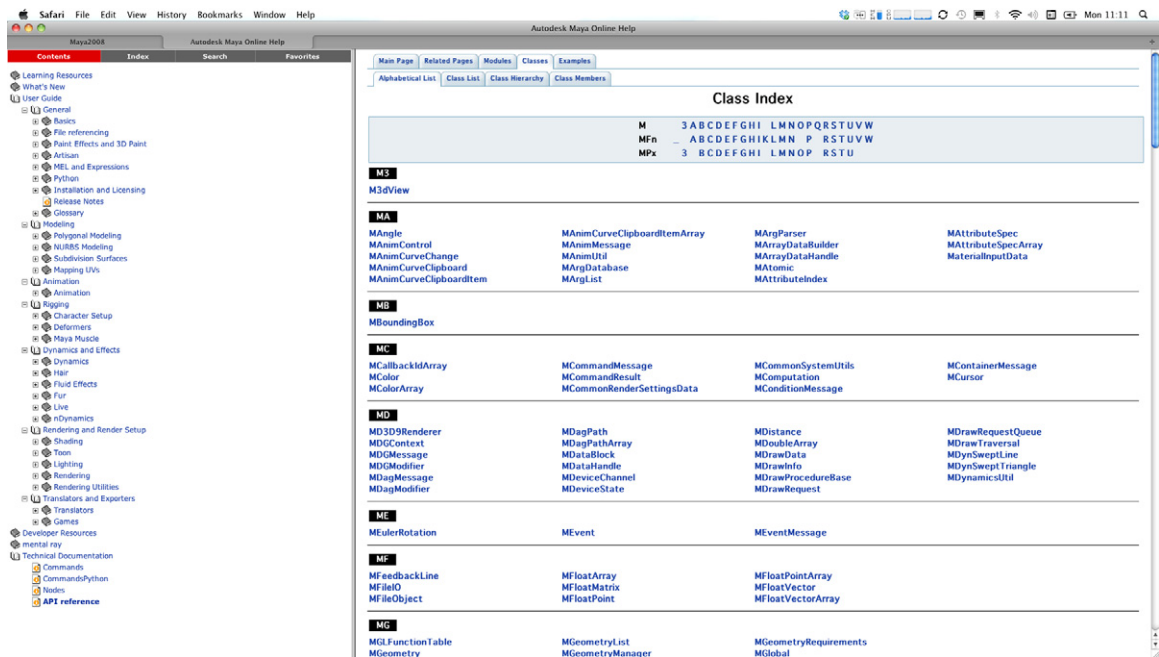 Safari File Edit View History Bookmarks Window Help Mon 11:11
Autodesk Maya Online Help
Maya2008 Autodesk Maya Online Help
Contents Index Search Favorites
Learning Resources
What's New
User Guide
General
Basics
File referencing
Paint Effects and 3D Paint
Artisan
MEL and Expressions
Python
Installation and Licensing
Release Notes
Glossary
Modeling
Polygonal Modeling
NURBS Modeling
Subdivision Surfaces
Mapping UVs
Animation
Animation
Rigging
Character Setup
Deformers
Maya Muscle
Dynamics and Effects
Dynamics
Hair
Fluid Effects
Fur
Live
nDynamics
Rendering and Render Setup
Shading
Toon
Lighting
Rendering
Rendering Utilities
Translators and Exporters
Translators
Games
Developer Resources
mental ray
Technical Documentation
Commands
CommandsPython
Nodes
API reference
Main Page Related Pages Modules Classes Examples
Alphabetical List Class List Class Hierarchy Class Members
Class Index
M 3 A B C D E F G H I L M N O P Q R S T U V W
MFn _ A B C D E F G H I K L M N P R S T U V W
MPx 3 B C D E F G H I L M N O P R S T U
M3
M3dView
MA
MAngle MAnimCurveClipboardItemArray MArgParser MAttributeSpec
MAnimControl MAnimMessage MArrayDataBuilder MAttributeSpecArray
MAnimCurveChange MAnimUtil MArrayDataHandle MaterialInputData
MAnimCurveClipboard MArgDatabase MAtomic
MAnimCurveClipboardItem MArgList MAttributeIndex
MB
MBoundingBox
MC
MCallbackIdArray MCommandMessage MCommonSystemUtils MContainerMessage
MColor MCommandResult MComputation MCursor
MColorArray MCommonRenderSettingsData MConditionMessage
MD
MD3D9Renderer MDagPath MDistance MDrawRequestQueue
MDGContext MDagPathArray MDoubleArray MDrawTraversal
MDGMessage MDataBlock MDrawData MDynSweptLine
MDGModifier MDataHandle MDrawInfo MDynSweptTriangle
MDagMessage MDeviceChannel MDrawProcedureBase MDynamicsUtil
MDagModifier MDeviceState MDrawRequest
ME
MEulerRotation MEvent MEventMessage
MF
MFeedbackLine MFloatArray MFloatPointArray
MFileIO MFloatMatrix MFloatVector
MFileObject MFloatPoint MFloatVectorArray
MG
MGLFunctionTable MGeometryList MGeometryRequirements
MGeometry MGeometryManager MGlobal